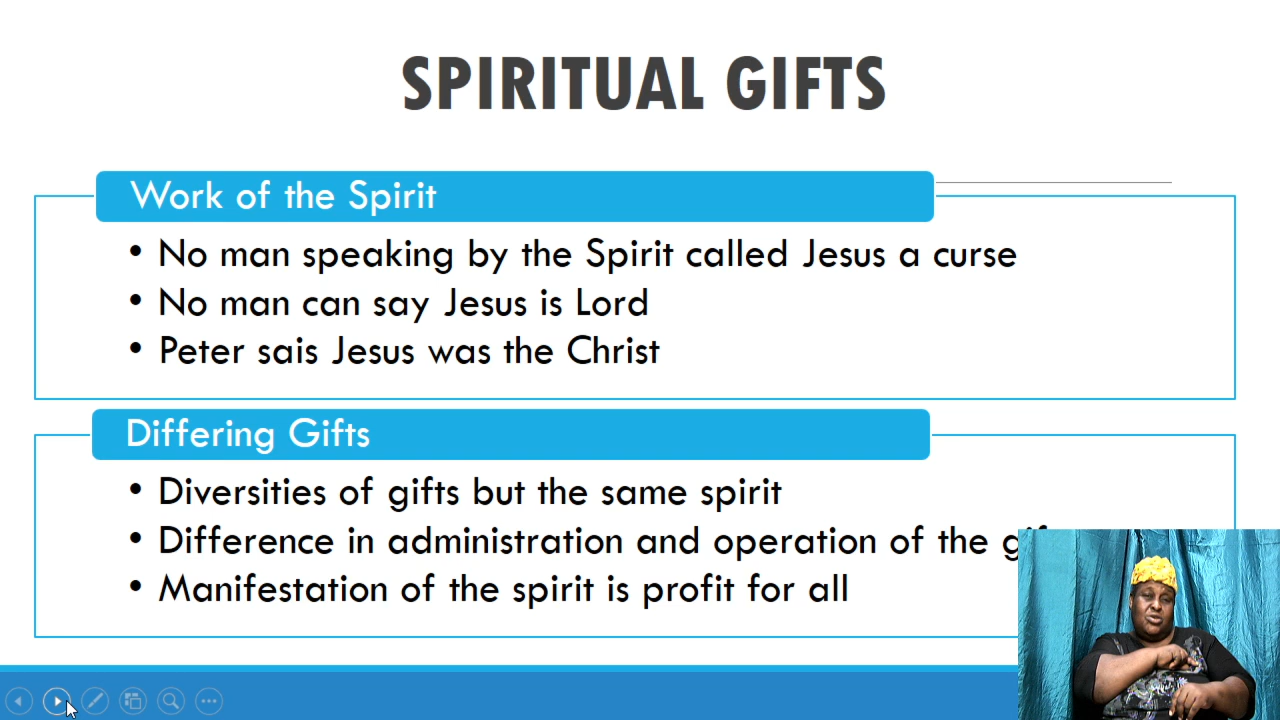 SPIRITUAL GIFTS
Work of the Spirit
• No man speaking by the Spirit called Jesus a curse
• No man can say Jesus is Lord
• Peter sais Jesus was the Christ
Differing Gifts
• Diversities of gifts but the same spirit
• Difference in administration and operation of the
• Manifestation of the spirit is profit for all